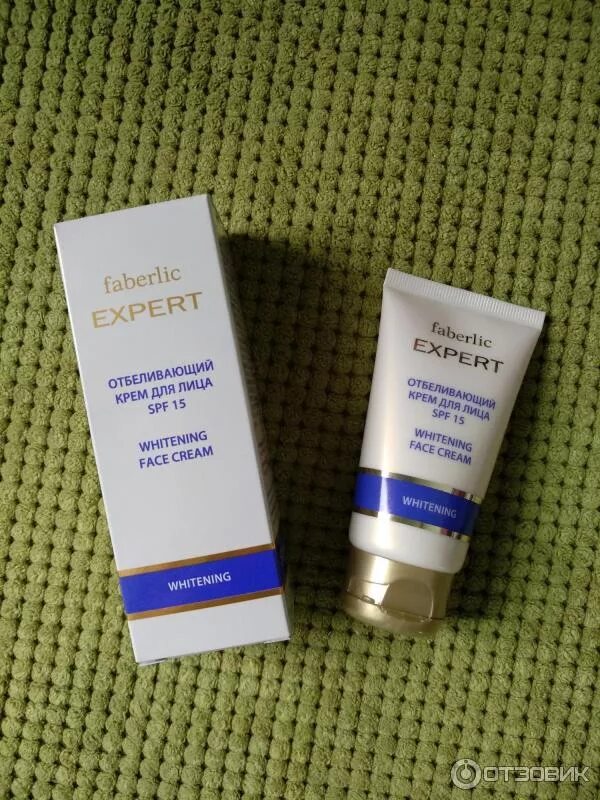 faberlic
EXPERT
ОТБЕЛИВАЮЩИЙ
КРЕМ ДЛЯ ЛИЦА
SPF 15
WHITENING
FACE CREAM
WHITENING
faberlic
EXPERT
ОТБЕЛИВАЮЩИЙ
КРЕМ ДЛЯ ЛИЦА
SPF 15
WHITENING
FACE CREAM
WHITENING
ОТЗОВИК